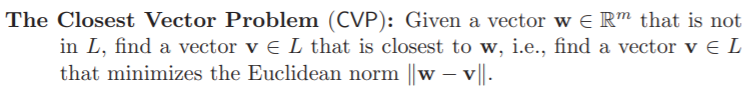 The Closest Vector Problem (CVP): Given a vector w ∈ ℝᵐ that is not
in L, find a vector v ∈ L that is closest to w, i.e., find a vector v ∈ L
that minimizes the Euclidean norm ‖w − v‖.